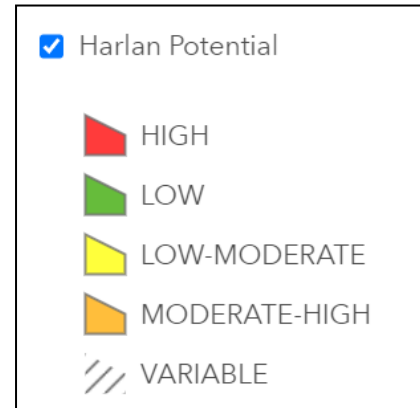 Harlan Potential
HIGH
LOW
LOW-MODERATE
MODERATE-HIGH
VARIABLE